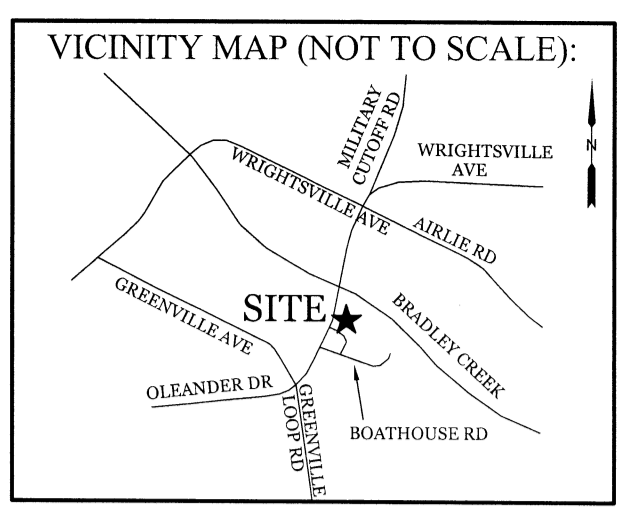 VICINITY MAP (NOT TO SCALE):
MILITARY
CUTOFF RD
WRIGHTSVILLE
AVE
N
WRIGHTSVILLE AVE
AIRLIE RD
GREENVILLE AVE
SITE
BRADLEY CREEK
OLEANDER DR
GREENVILLE
LOOP RD
BOATHOUSE RD